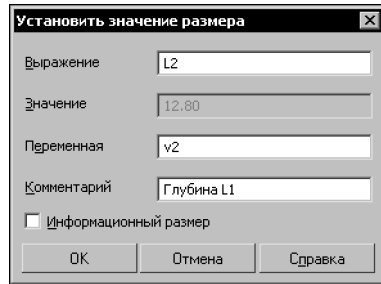 Установить значение размера
Выражение L2
Значение 12.80
Переменная v2
Комментарий Глубина L1
Информационный размер
OK Отмена Справка